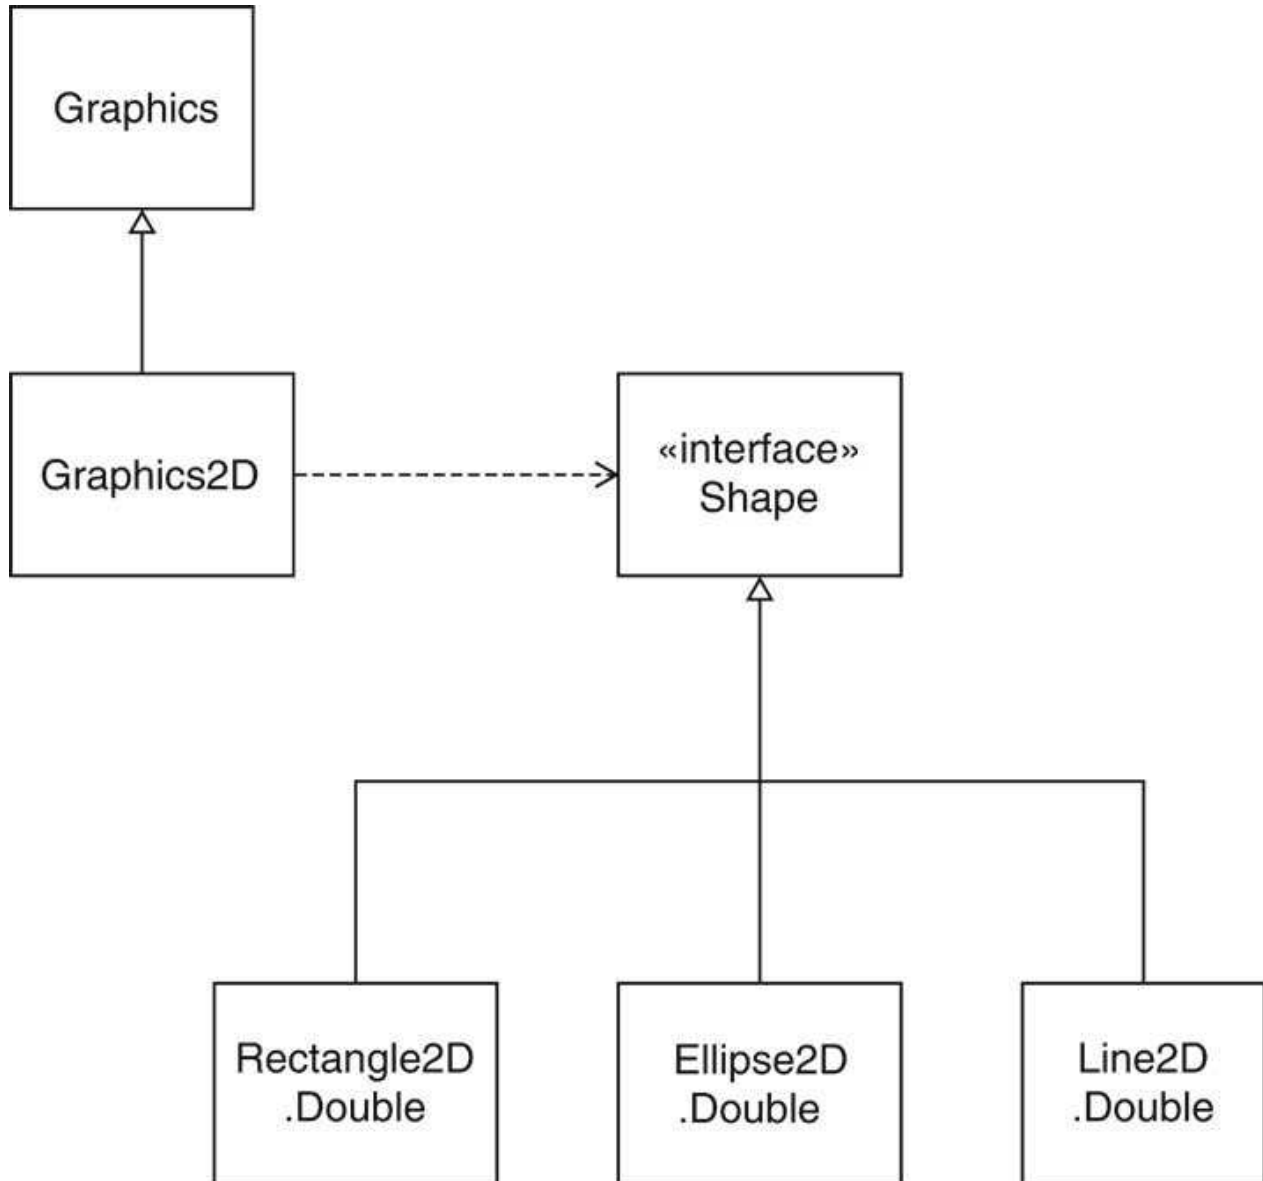 Graphics
Graphics2D
«interface»
Shape
Rectangle2D
.Double
Ellipse2D
.Double
Line2D
.Double